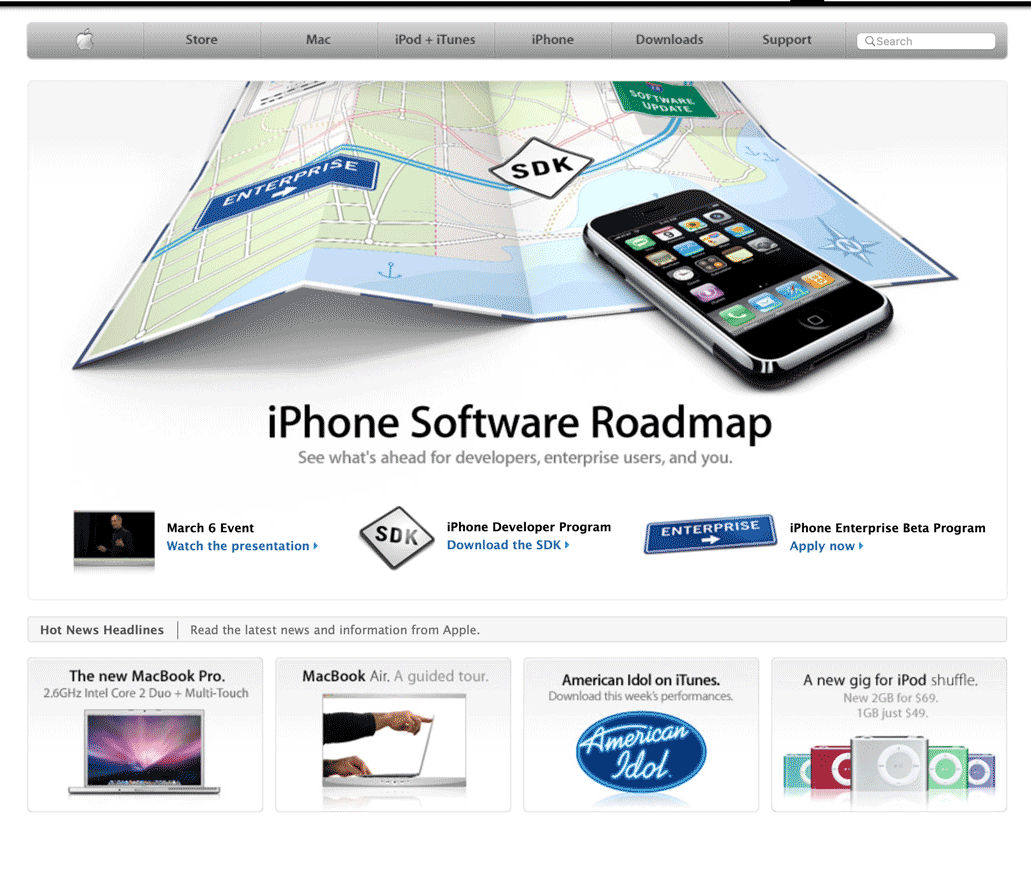 Store
Mac
iPod + iTunes
iPhone
Downloads
Support
Search
SOFTWARE
UPDATE
ENTERPRISE
SDK
N
iPhone Software Roadmap
See what's ahead for developers, enterprise users, and you.
SDK
ENTERPRISE
March 6 Event
Watch the presentation
iPhone Developer Program
Download the SDK
iPhone Enterprise Beta Program
Apply now
Hot News Headlines
Read the latest news and information from Apple.
The new MacBook Pro.
2.6GHz Intel Core 2 Duo + Multi-Touch
MacBook Air. A guided tour.
American Idol on iTunes.
Download this week's performances.
American
Idol.
A new gig for iPod shuffle.
New 2GB for $69.
1GB just $49.